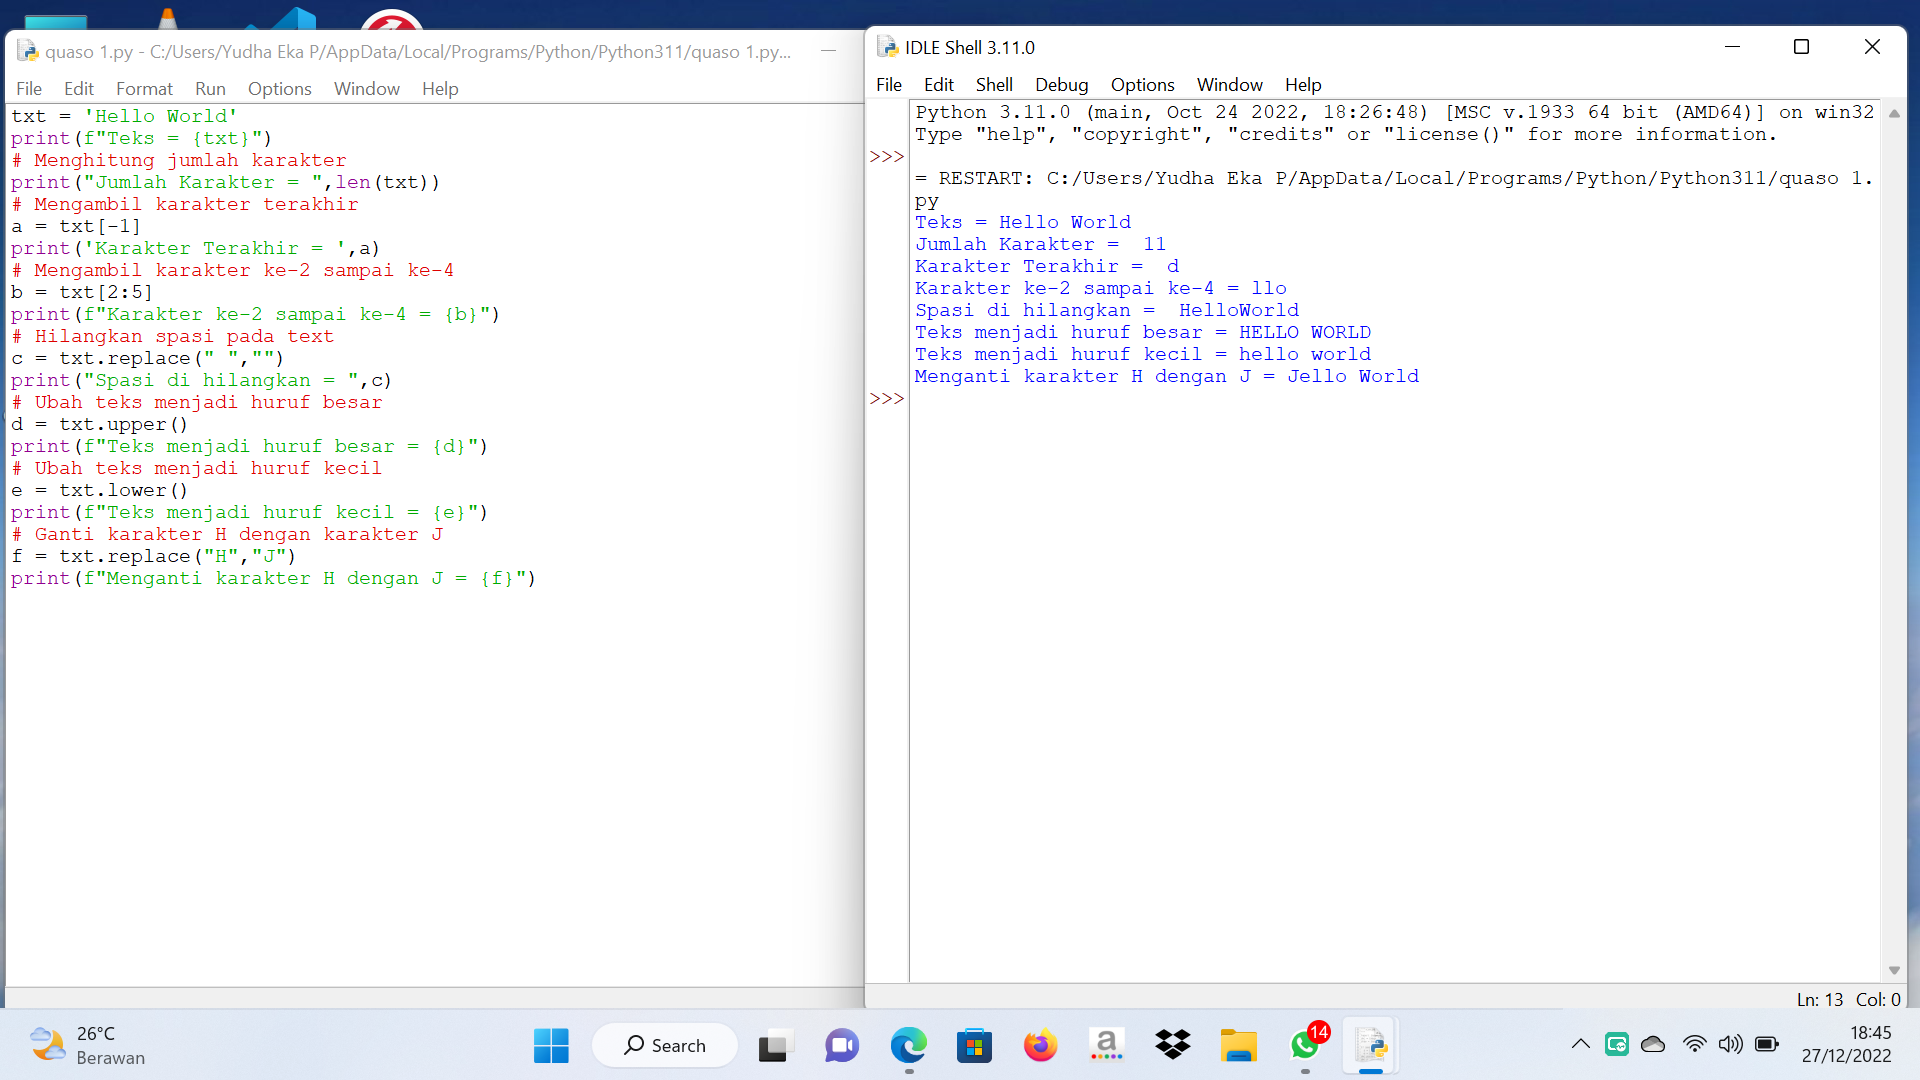 quaso 1.py - C:/Users/Yudha Eka P/AppData/Local/Programs/Python/Python311/quaso 1.py...
File Edit Format Run Options Window Help
txt = 'Hello World'
print(f"Teks = {txt}")
# Menghitung jumlah karakter
print("Jumlah Karakter = ",len(txt))
# Mengambil karakter terakhir
a = txt[-1]
print('Karakter Terakhir = ',a)
# Mengambil karakter ke-2 sampai ke-4
b = txt[2:5]
print(f"Karakter ke-2 sampai ke-4 = {b}")
# Hilangkan spasi pada text
c = txt.replace(" ","")
print("Spasi di hilangkan = ",c)
# Ubah teks menjadi huruf besar
d = txt.upper()
print(f"Teks menjadi huruf besar = {d}")
# Ubah teks menjadi huruf kecil
e = txt.lower()
print(f"Teks menjadi huruf kecil = {e}")
# Ganti karakter H dengan karakter J
f = txt.replace("H","J")
print(f"Menganti karakter H dengan J = {f}")
IDLE Shell 3.11.0
File Edit Shell Debug Options Window Help
Python 3.11.0 (main, Oct 24 2022, 18:26:48) [MSC v.1933 64 bit (AMD64)] on win32
Type "help", "copyright", "credits" or "license()" for more information.
>>>
= RESTART: C:/Users/Yudha Eka P/AppData/Local/Programs/Python/Python311/quaso 1.
py
Teks = Hello World
Jumlah Karakter =  11
Karakter Terakhir =  d
Karakter ke-2 sampai ke-4 = llo
Spasi di hilangkan =  HelloWorld
Teks menjadi huruf besar = HELLO WORLD
Teks menjadi huruf kecil = hello world
Menganti karakter H dengan J = Jello World
>>>
Ln: 13 Col: 0
26°C
Berawan
Search
a
14
18:45
27/12/2022